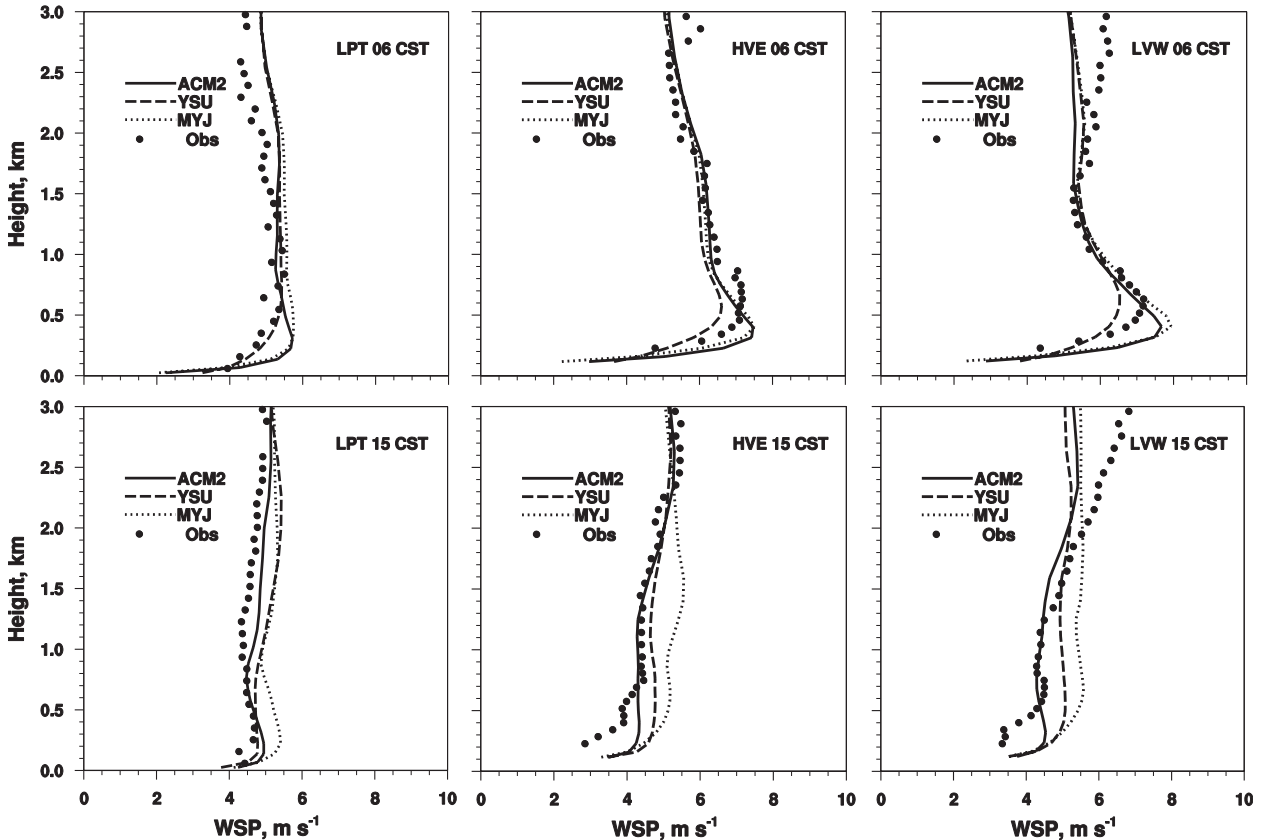 LPT 06 CST
HVE 06 CST
LVW 06 CST
ACM2
YSU
MYJ
Obs
ACM2
YSU
MYJ
Obs
ACM2
YSU
MYJ
Obs
Height, km
3.0
2.5
2.0
1.5
1.0
0.5
0.0
LPT 15 CST
HVE 15 CST
LVW 15 CST
ACM2
YSU
MYJ
Obs
ACM2
YSU
MYJ
Obs
ACM2
YSU
MYJ
Obs
Height, km
3.0
2.5
2.0
1.5
1.0
0.5
0.0
0 2 4 6 8 10
0 2 4 6 8 10
0 2 4 6 8 10
WSP, m s-1
WSP, m s-1
WSP, m s-1